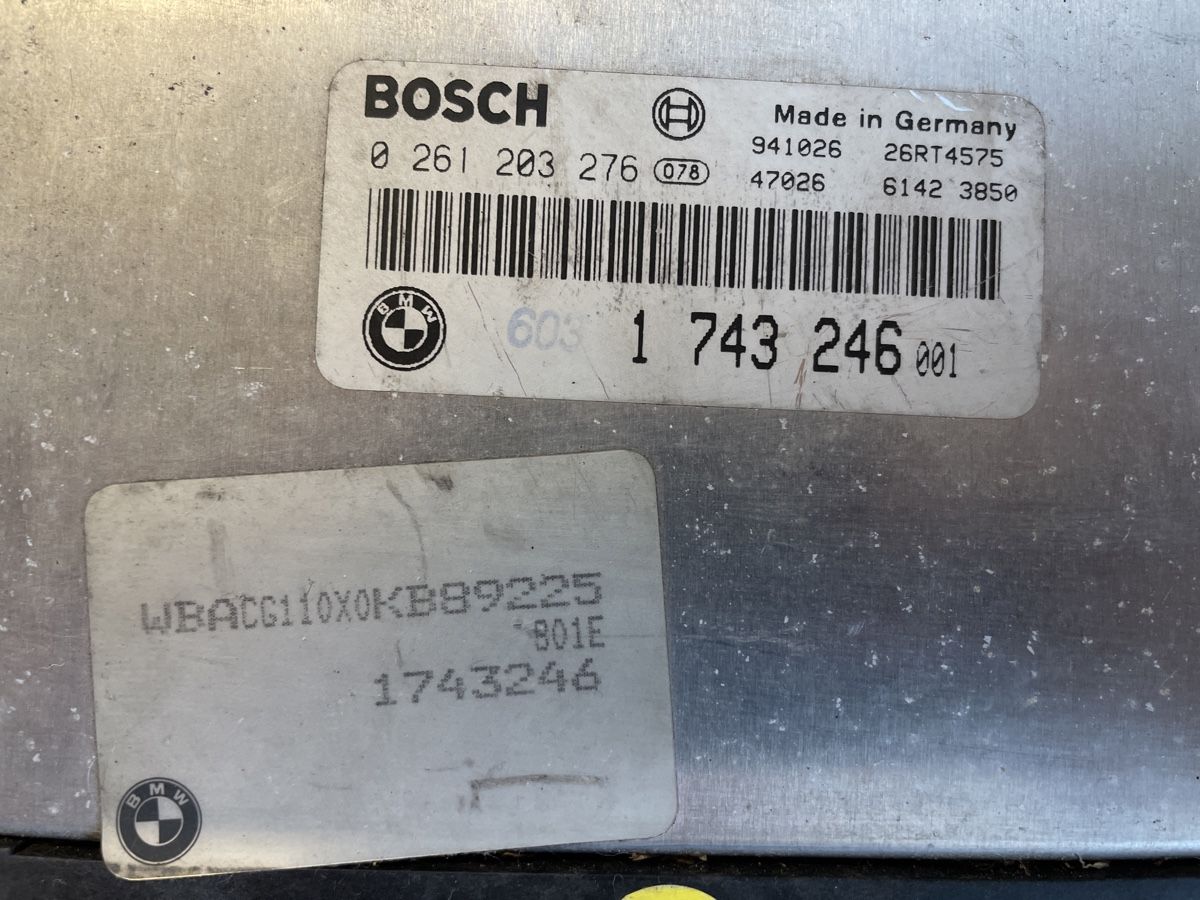 BOSCH
Made in Germany
0 261 203 276 078
941026 26RT4575
47026 6142 3850
BMW
603 1 743 246 001
WBACG110X0KB89225
801E
1743246
BMW